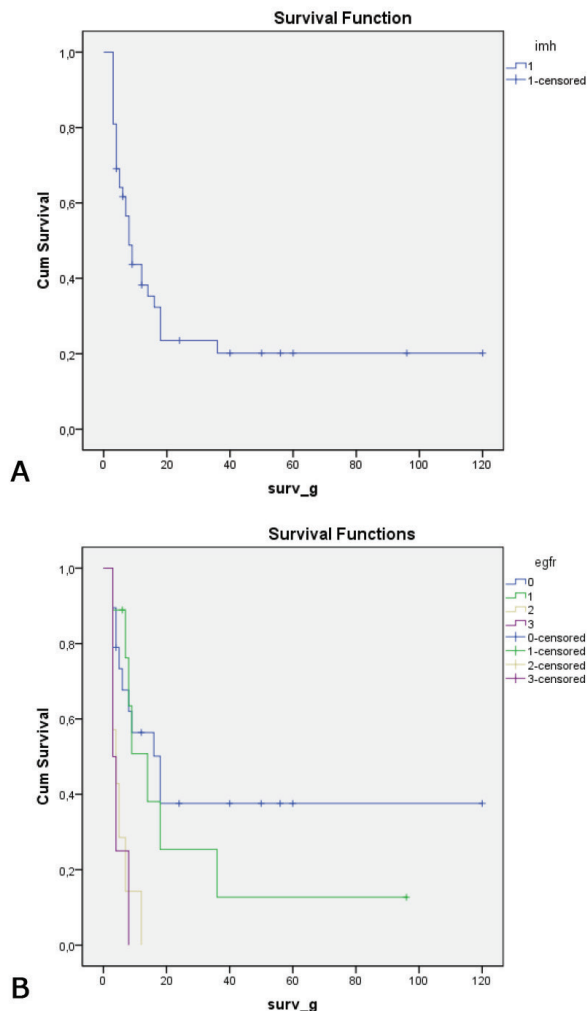 Survival Function
imh
1
1-censored
1,0
0,8
0,6
0,4
0,2
0,0
Cum Survival
0 20 40 60 80 100 120
surv_g
A
Survival Functions
egfr
0
1
2
3
0-censored
1-censored
2-censored
3-censored
1,0
0,8
0,6
0,4
0,2
0,0
Cum Survival
0 20 40 60 80 100 120
surv_g
B